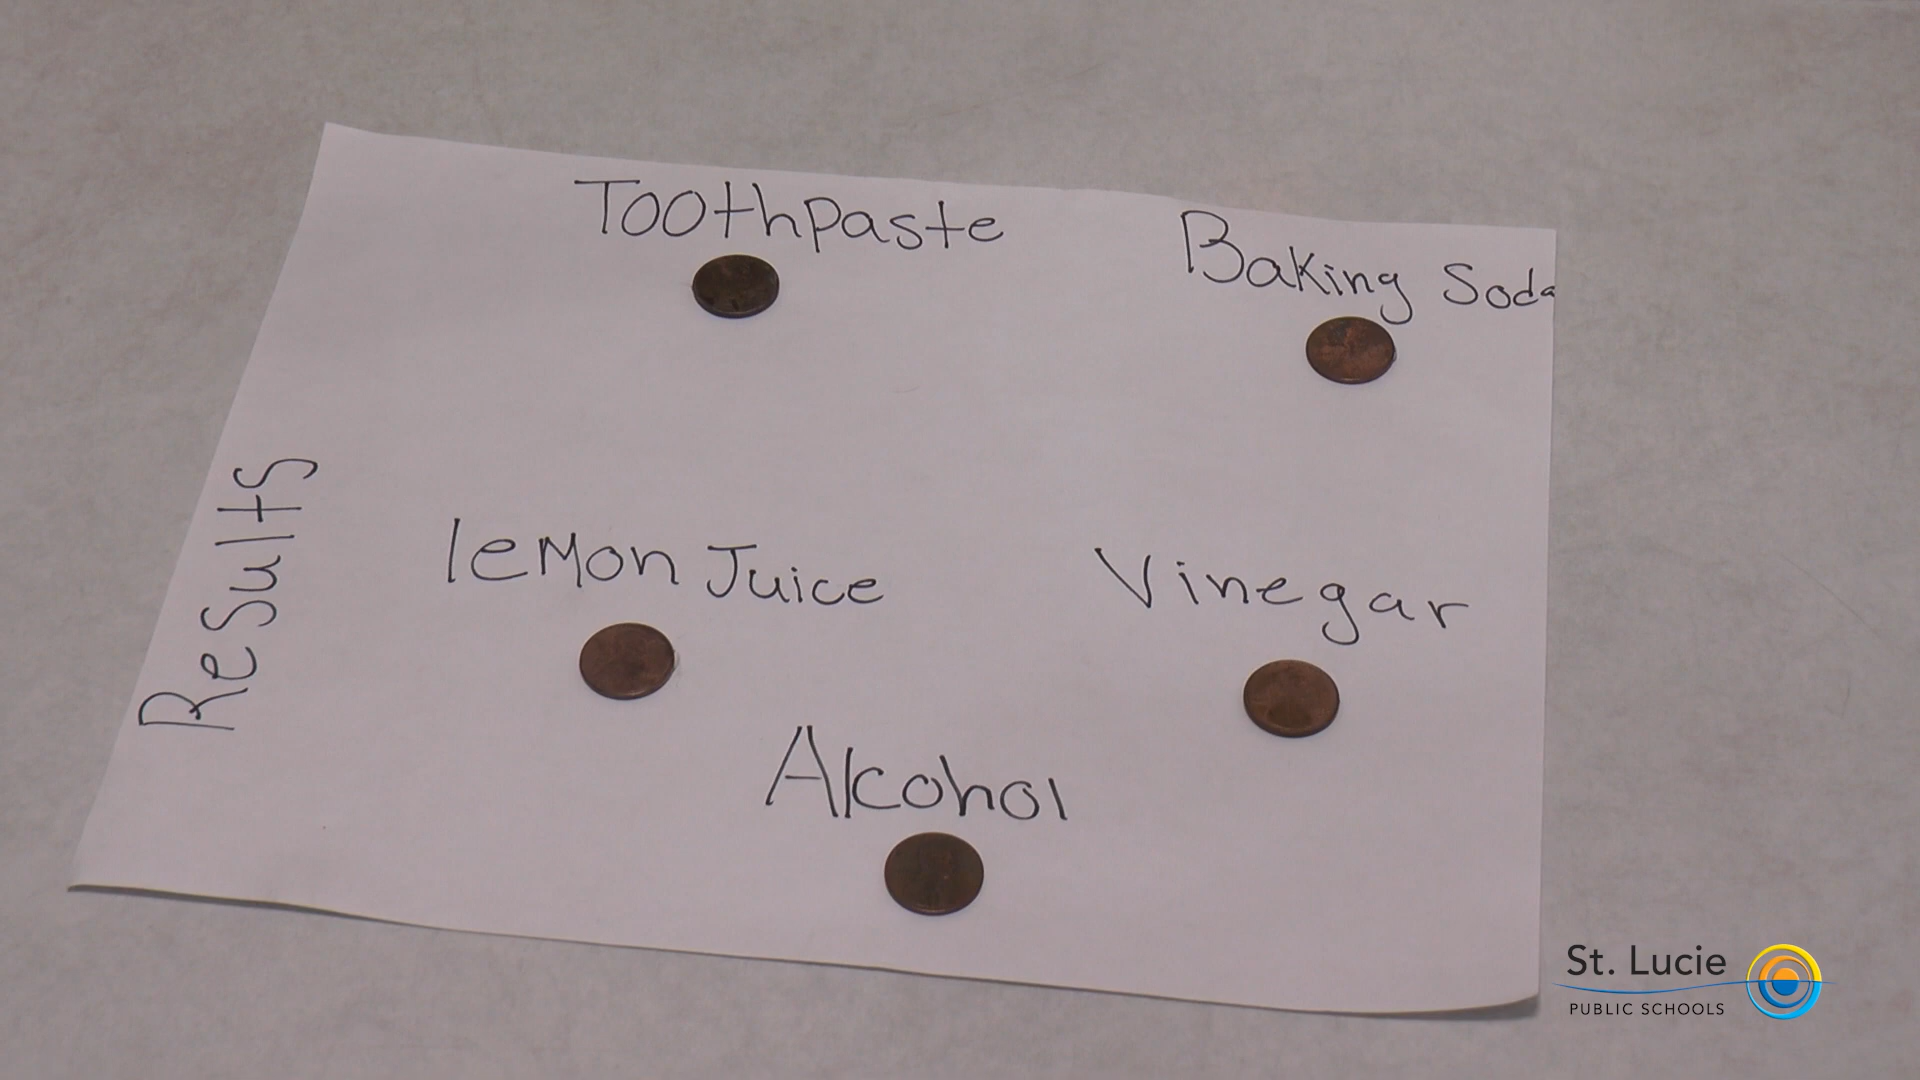 Toothpaste
Baking Soda
Results
lemon Juice
Vinegar
Alcohol
St. Lucie
PUBLIC SCHOOLS